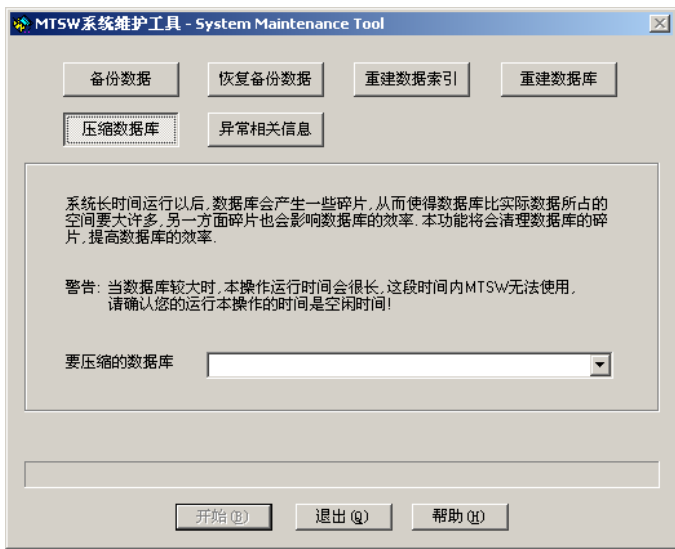 MTSW系统维护工具 - System Maintenance Tool
备份数据 恢复备份数据 重建数据索引 重建数据库
压缩数据库 异常相关信息
系统长时间运行以后,数据库会产生一些碎片,从而使得数据库比实际数据所占的
空间要大许多,另一方面碎片也会影响数据库的效率.本功能将会清理数据库的碎
片,提高数据库的效率.
警告: 当数据库较大时,本操作运行时间会很长,这段时间内MTSW无法使用,
请确认您的运行本操作的时间是空闲时间!
要压缩的数据库
开始(B) 退出(Q) 帮助(H)